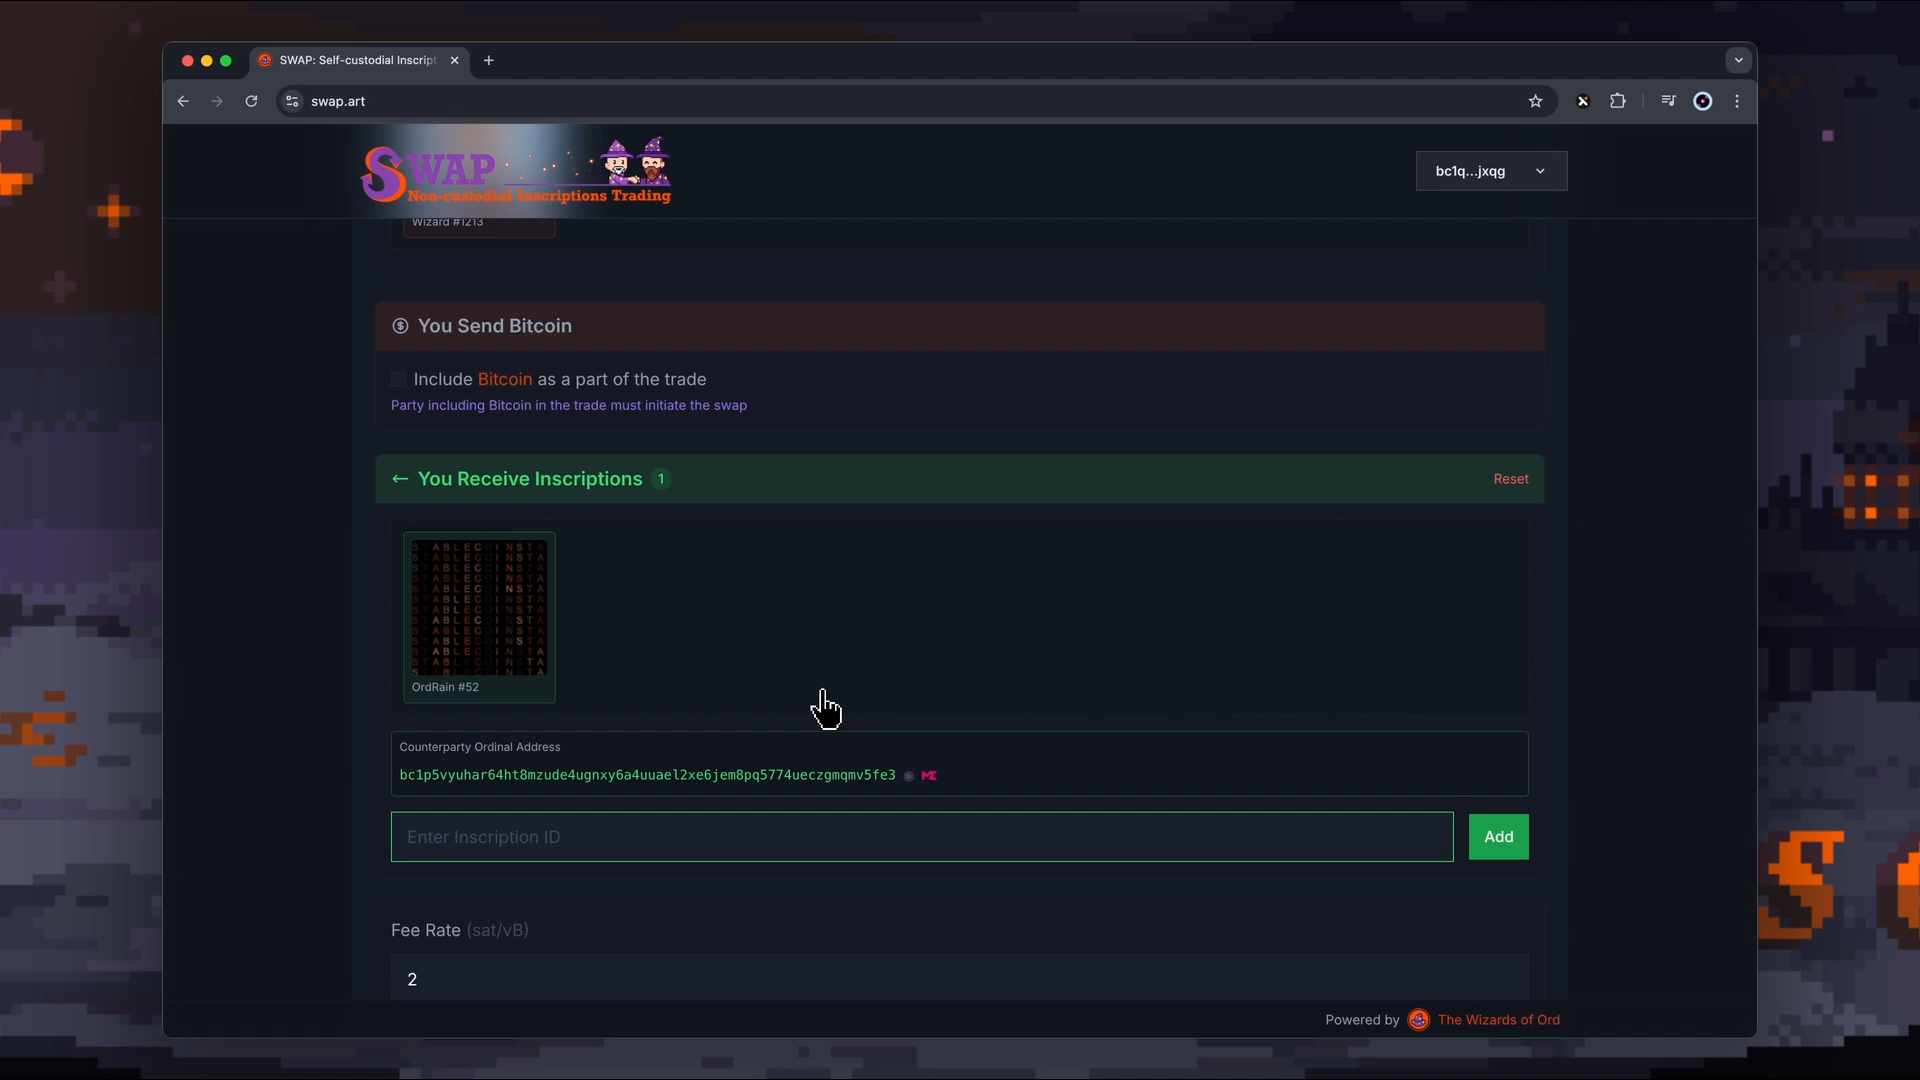 SWAP: Self-custodial Inscript
swap.art
SWAP
Non-custodial Inscriptions Trading
bc1q...jxqg
Wizard #1213
You Send Bitcoin
Include Bitcoin as a part of the trade
Party including Bitcoin in the trade must initiate the swap
← You Receive Inscriptions 1
Reset
STABLECOINSTA
OrdRain #52
Counterparty Ordinal Address
bc1p5vyuhar64ht8mzude4ugnxy6a4uuael2xe6jem8pq5774ueczgmqmv5fe3
Enter Inscription ID
Add
Fee Rate (sat/vB)
2
Powered by The Wizards of Ord